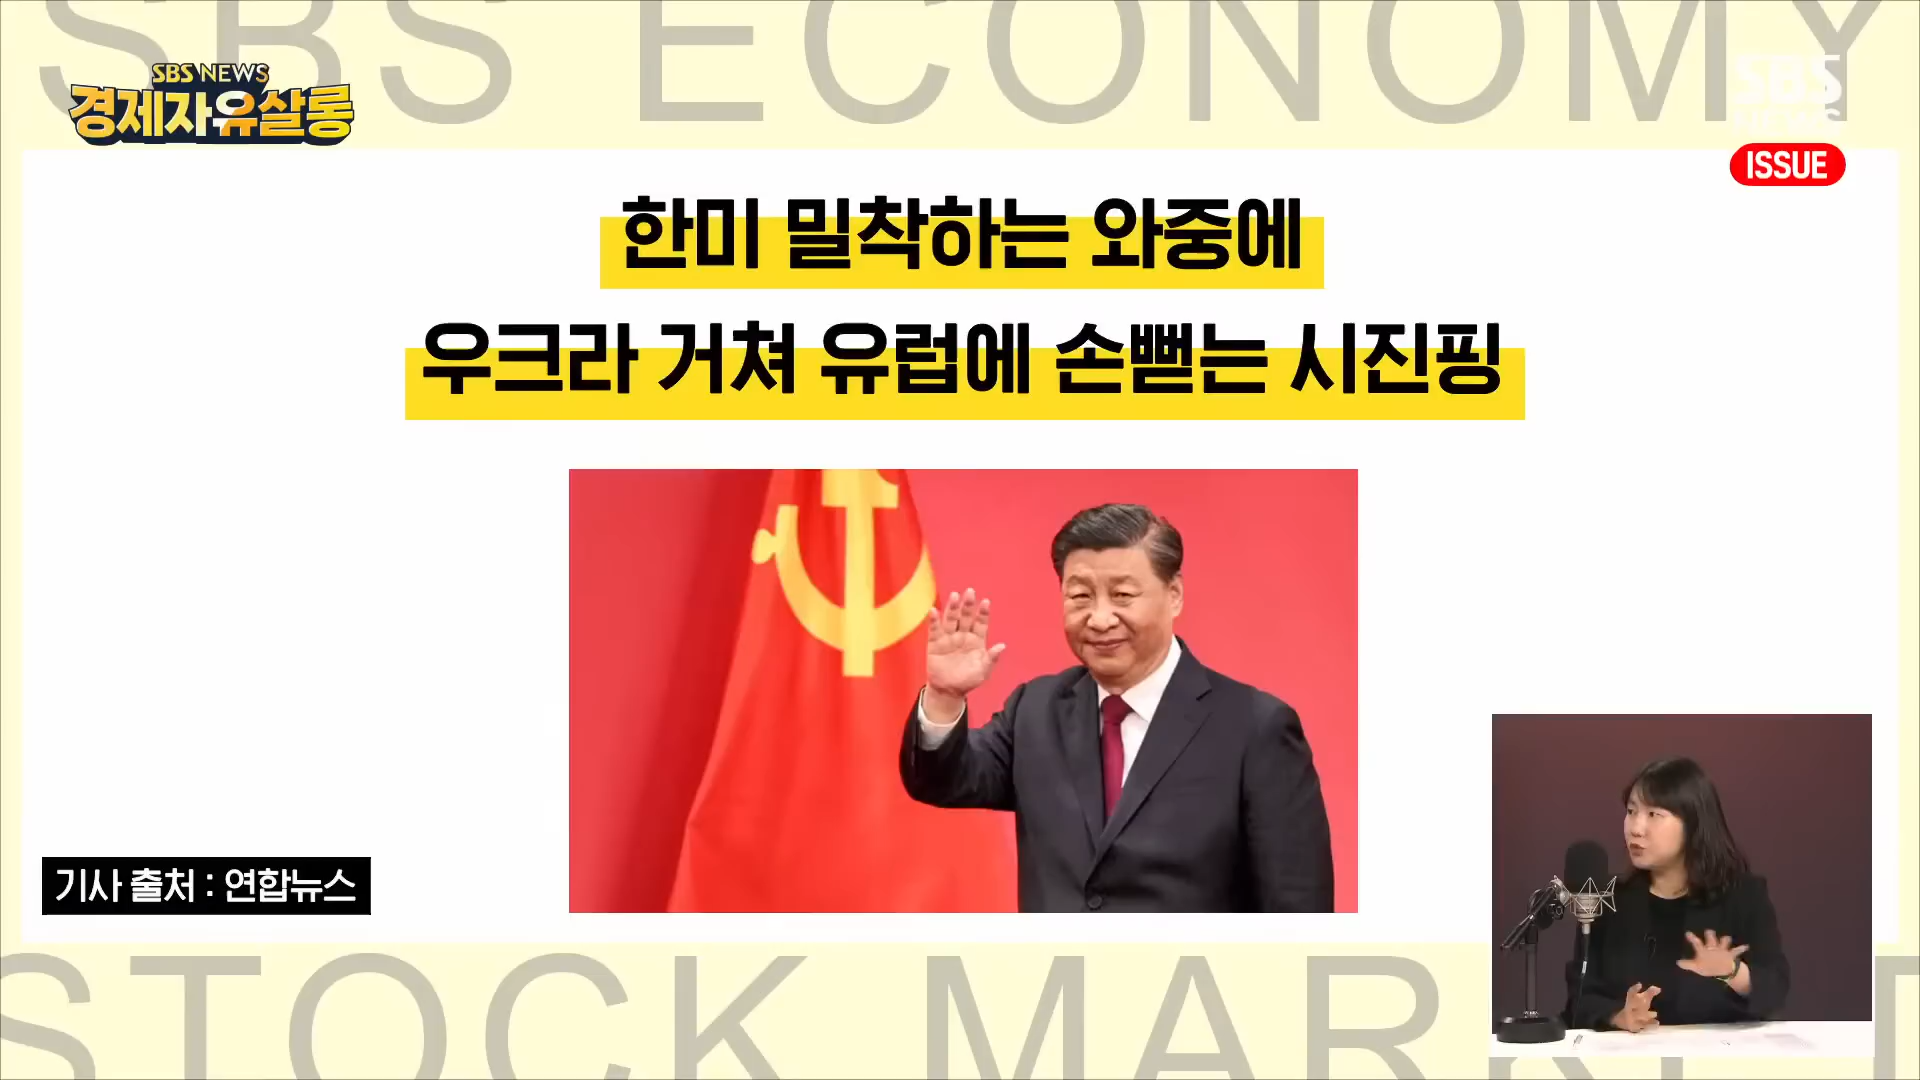 SBS ECONOMY
SBS NEWS
경제자유살롱
SBS
NEWS
ISSUE
한미 밀착하는 와중에
우크라 거쳐 유럽에 손뻗는 시진핑
기사 출처 : 연합뉴스
STOCK MARKET